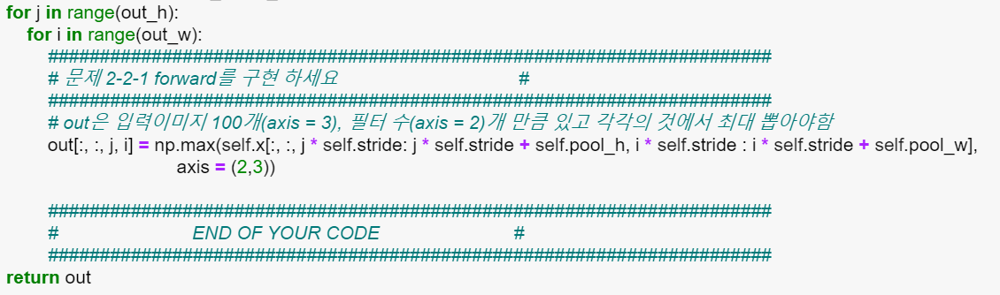 for j in range(out_h):
for i in range(out_w):
######################################################################
# 문제 2-2-1 forward를 구현 하세요 #
######################################################################
# out은 입력이미지 100개(axis = 3), 필터 수(axis = 2)개 만큼 있고 각각의 것에서 최대 뽑아야함
out[:, :, j, i] = np.max(self.x[:, :, j * self.stride: j * self.stride + self.pool_h, i * self.stride : i * self.stride + self.pool_w],
axis = (2,3))
######################################################################
# END OF YOUR CODE #
######################################################################
return out